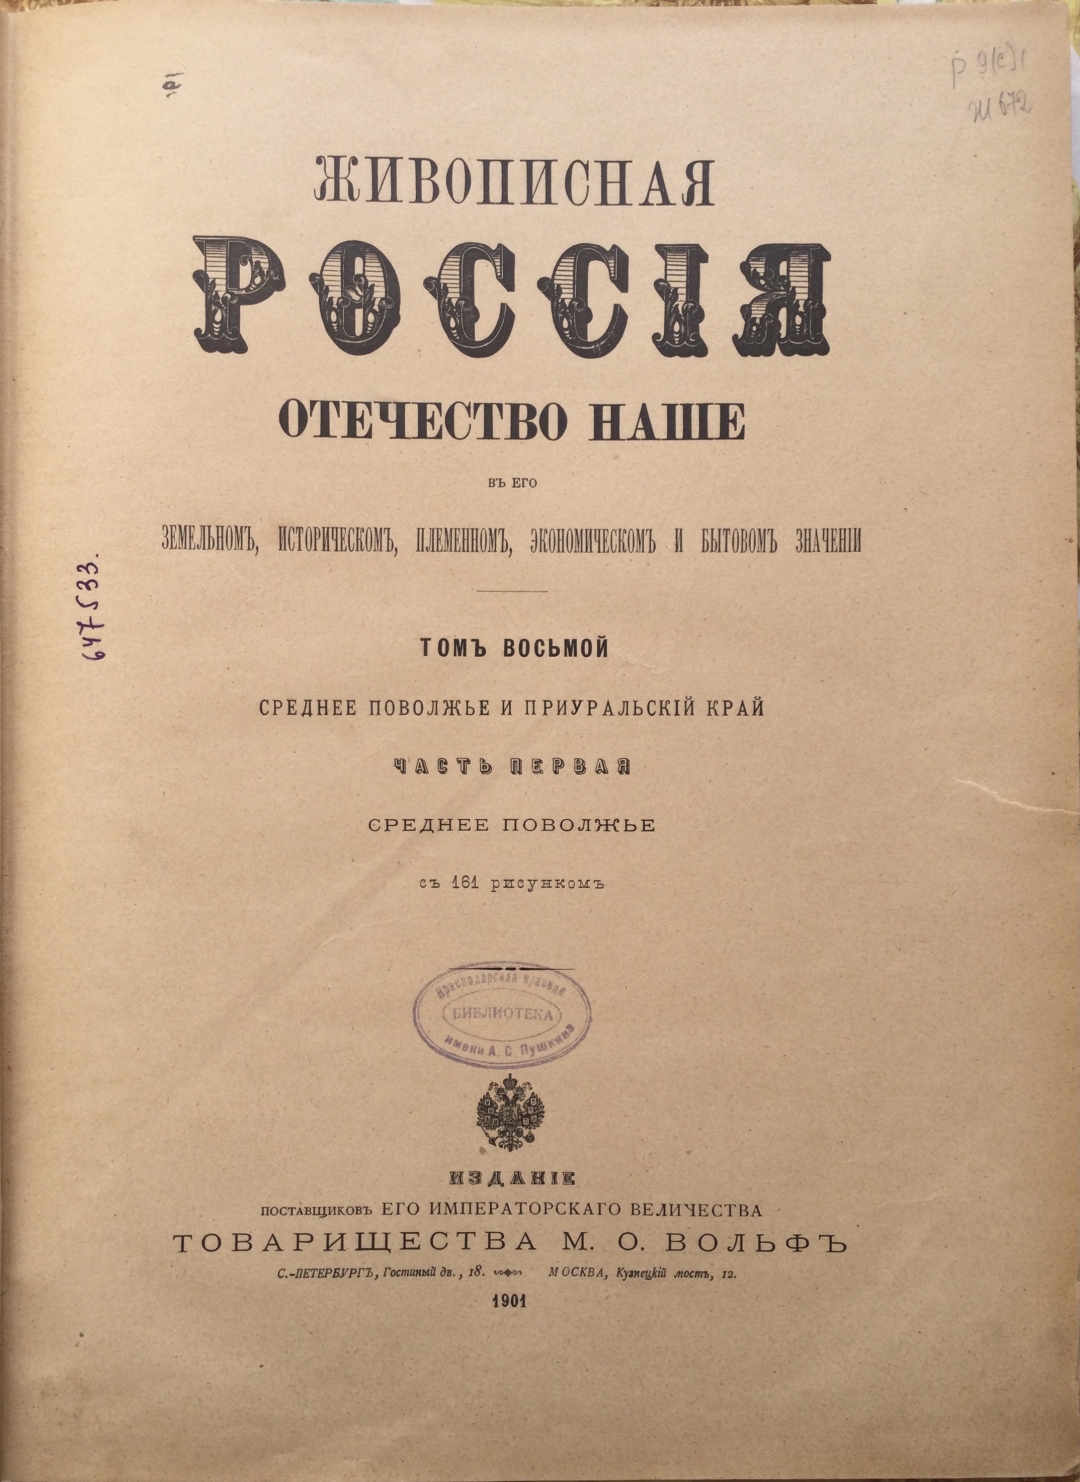 р 9(с)1
Ж 672
ЖИВОПИСНАЯ
РОССІЯ
ОТЕЧЕСТВО НАШЕ
ВЪ ЕГО
ЗЕМЕЛЬНОМЪ, ИСТОРИЧЕСКОМЪ, ПЛЕМЕННОМЪ, ЭКОНОМИЧЕСКОМЪ И БЫТОВОМЪ ЗНАЧЕНІИ
647533.
ТОМЪ ВОСЬМОЙ
СРЕДНЕЕ ПОВОЛЖЬЕ И ПРИУРАЛЬСКІЙ КРАЙ
ЧАСТЬ ПЕРВАЯ
СРЕДНЕЕ ПОВОЛЖЬЕ
съ 161 рисункомъ
Краснодарская краевая
БИБЛИОТЕКА
имени А. С. Пушкина
ИЗДАНІЕ
ПОСТАВЩИКОВЪ ЕГО ИМПЕРАТОРСКАГО ВЕЛИЧЕСТВА
ТОВАРИЩЕСТВА М. О. ВОЛЬФЪ
С.-ПЕТЕРБУРГЪ, Гостиный дв., 18. МОСКВА, Кузнецкій мостъ, 12.
1901